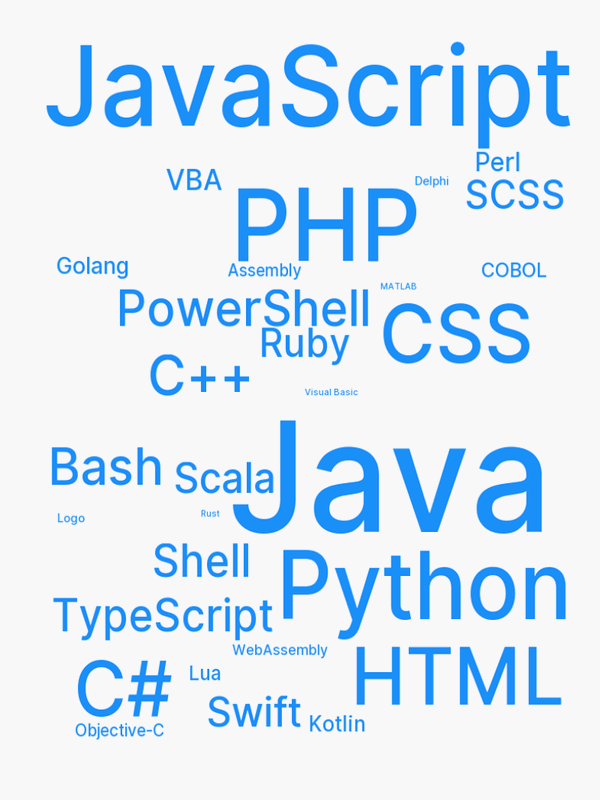 JavaScript
Perl
VBA
Delphi
SCSS
PHP
Golang
Assembly
COBOL
MATLAB
PowerShell
CSS
Ruby
C++
Visual Basic
Java
Bash
Scala
Rust
Logo
Shell
Python
TypeScript
WebAssembly
HTML
Lua
C#
Swift
Kotlin
Objective-C